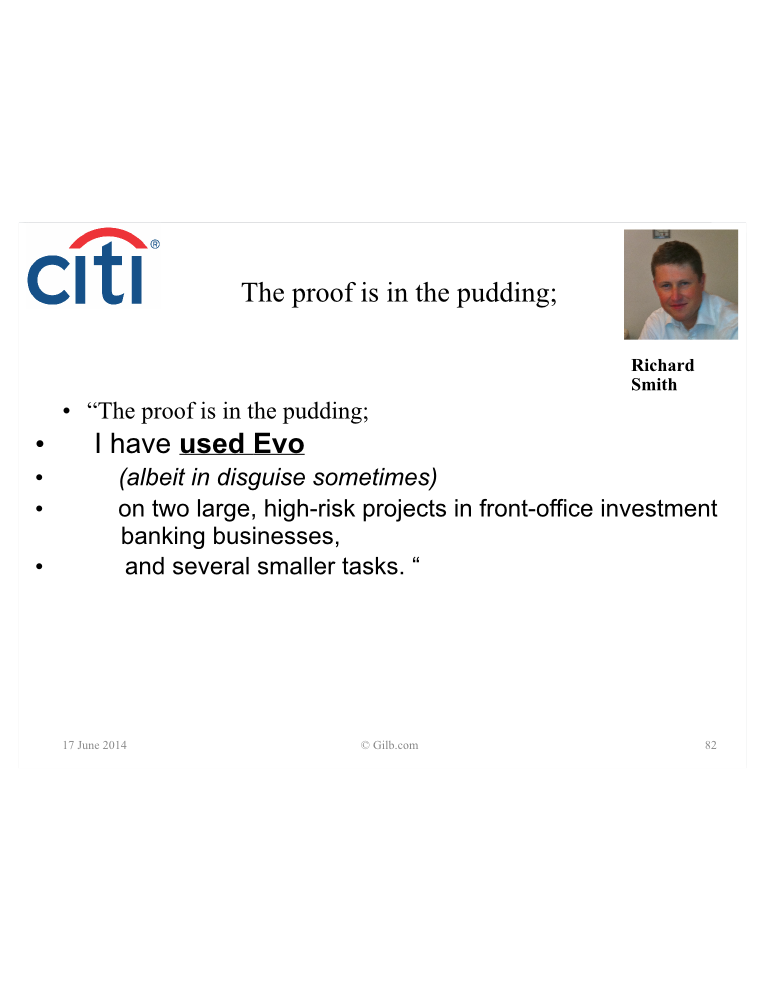 citi®
The proof is in the pudding;
Richard
Smith
• “The proof is in the pudding;
• I have used Evo
• (albeit in disguise sometimes)
• on two large, high-risk projects in front-office investment
banking businesses,
• and several smaller tasks. “
17 June 2014
© Gilb.com
82